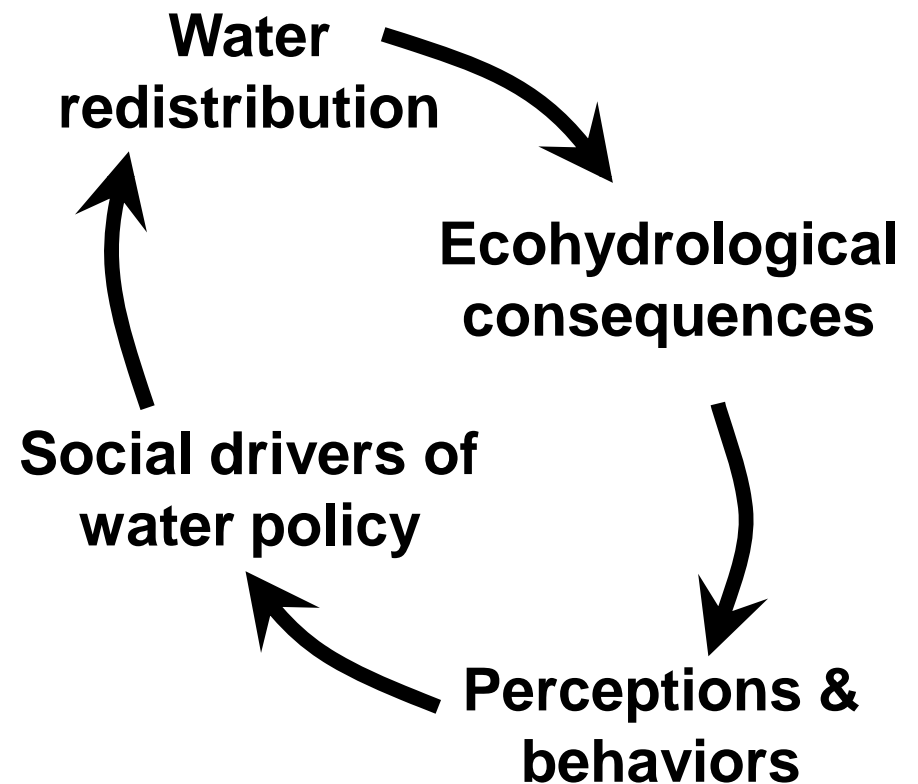 Water
redistribution
Ecohydrological
consequences
Social drivers of
water policy
Perceptions &
behaviors